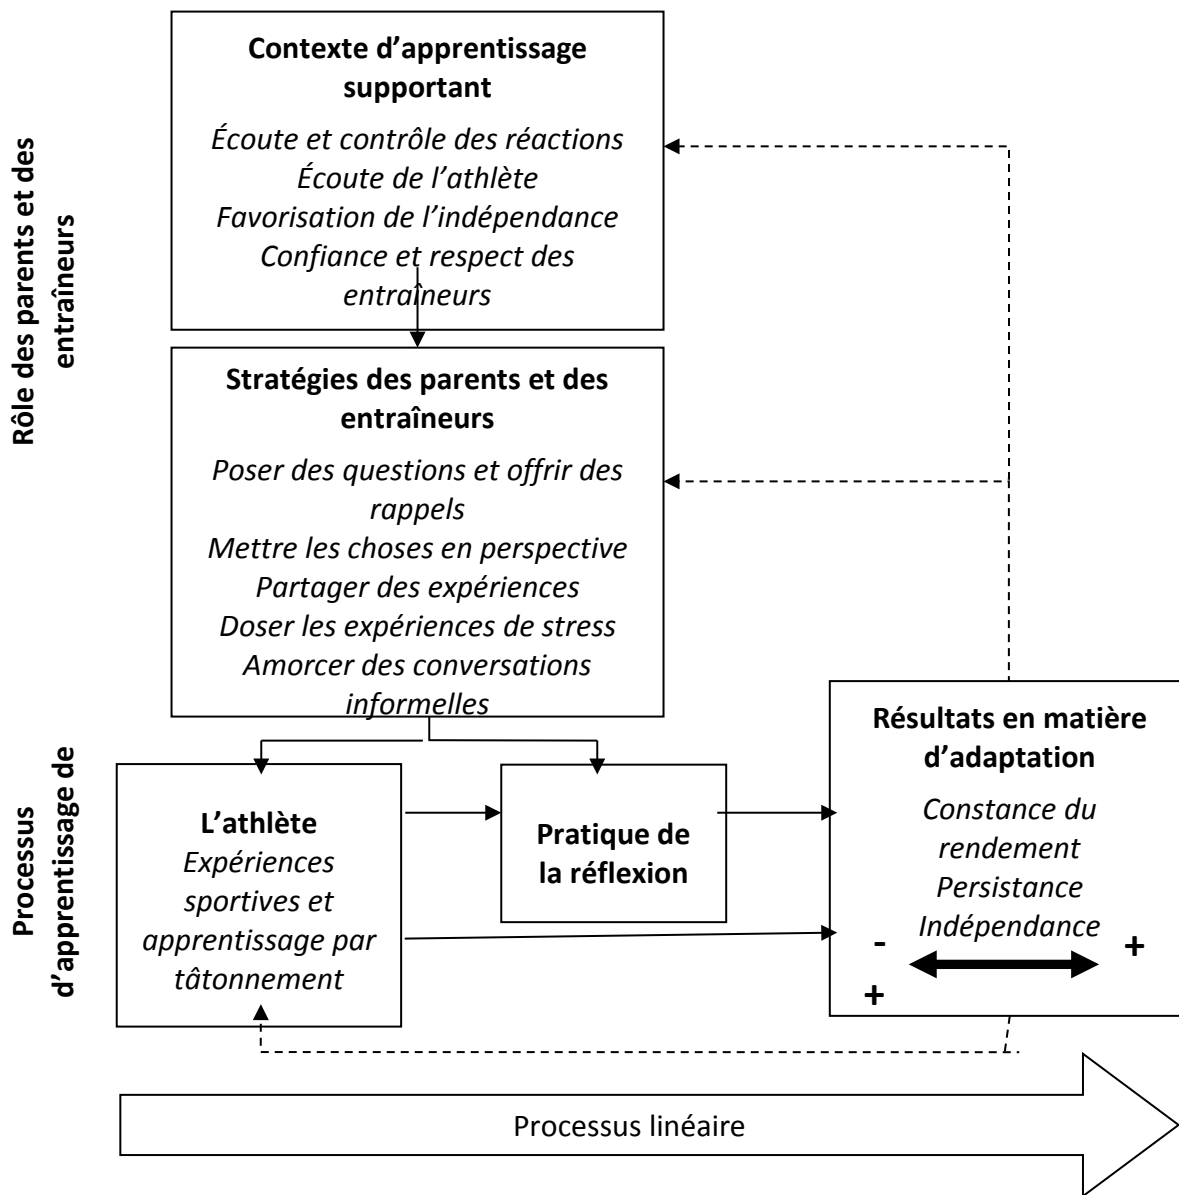 Rôle des parents et des
entraîneurs
Contexte d’apprentissage
supportant
Écoute et contrôle des réactions
Écoute de l’athlète
Favorisation de l’indépendance
Confiance et respect des
entraîneurs
Stratégies des parents et des
entraîneurs
Poser des questions et offrir des
rappels
Mettre les choses en perspective
Partager des expériences
Doser les expériences de stress
Amorcer des conversations
informelles
Processus
d’apprentissage de
L’athlète
Expériences
sportives et
apprentissage par
tâtonnement
Pratique de
la réflexion
Résultats en matière
d’adaptation
Constance du
rendement
Persistance
Indépendance
- +
+
Processus linéaire